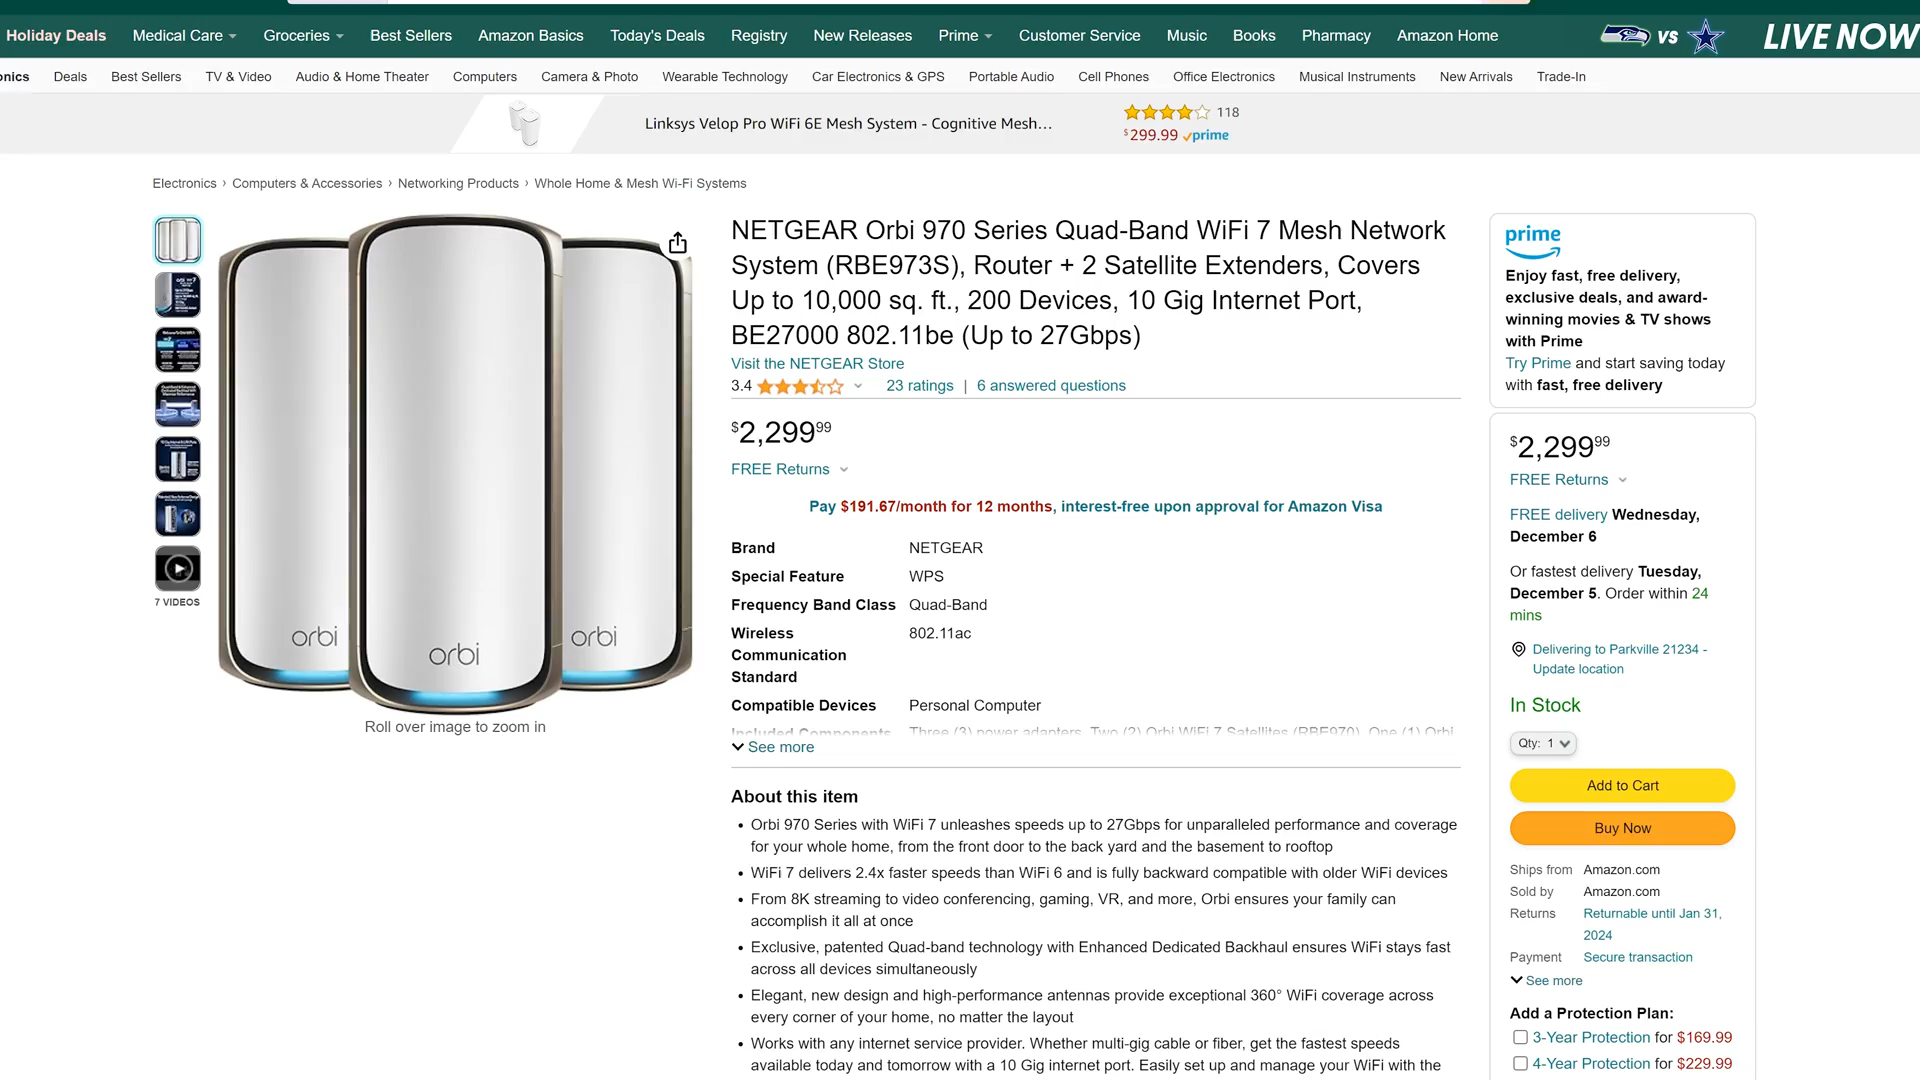 Holiday Deals Medical Care Groceries Best Sellers Amazon Basics Today's Deals Registry New Releases Prime Customer Service Music Books Pharmacy Amazon Home VS LIVE NOW
onics Deals Best Sellers TV & Video Audio & Home Theater Computers Camera & Photo Wearable Technology Car Electronics & GPS Portable Audio Cell Phones Office Electronics Musical Instruments New Arrivals Trade-In
Linksys Velop Pro WiFi 6E Mesh System - Cognitive Mesh…
118
$299.99 prime
Electronics › Computers & Accessories › Networking Products › Whole Home & Mesh Wi-Fi Systems
7 VIDEOS
orbi
orbi
orbi
Roll over image to zoom in
NETGEAR Orbi 970 Series Quad-Band WiFi 7 Mesh Network
System (RBE973S), Router + 2 Satellite Extenders, Covers
Up to 10,000 sq. ft., 200 Devices, 10 Gig Internet Port,
BE27000 802.11be (Up to 27Gbps)
Visit the NETGEAR Store
3.4 23 ratings | 6 answered questions
$2,299.99
FREE Returns
Pay $191.67/month for 12 months, interest-free upon approval for Amazon Visa
Brand NETGEAR
Special Feature WPS
Frequency Band Class Quad-Band
Wireless 802.11ac
Communication
Standard
Compatible Devices Personal Computer
Included Components Three (3) power adapters, Two (2) Orbi WiFi 7 Satellites (RBE970), One (1) Orbi
See more
About this item
• Orbi 970 Series with WiFi 7 unleashes speeds up to 27Gbps for unparalleled performance and coverage
for your whole home, from the front door to the back yard and the basement to rooftop
• WiFi 7 delivers 2.4x faster speeds than WiFi 6 and is fully backward compatible with older WiFi devices
• From 8K streaming to video conferencing, gaming, VR, and more, Orbi ensures your family can
accomplish it all at once
• Exclusive, patented Quad-band technology with Enhanced Dedicated Backhaul ensures WiFi stays fast
across all devices simultaneously
• Elegant, new design and high-performance antennas provide exceptional 360° WiFi coverage across
every corner of your home, no matter the layout
• Works with any internet service provider. Whether multi-gig cable or fiber, get the fastest speeds
available today and tomorrow with a 10 Gig internet port. Easily set up and manage your WiFi with the
prime
Enjoy fast, free delivery,
exclusive deals, and award-
winning movies & TV shows
with Prime
Try Prime and start saving today
with fast, free delivery
$2,299.99
FREE Returns
FREE delivery Wednesday,
December 6
Or fastest delivery Tuesday,
December 5. Order within 24
mins
Delivering to Parkville 21234 -
Update location
In Stock
Qty: 1
Add to Cart
Buy Now
Ships from Amazon.com
Sold by Amazon.com
Returns Returnable until Jan 31,
2024
Payment Secure transaction
See more
Add a Protection Plan:
3-Year Protection for $169.99
4-Year Protection for $229.99